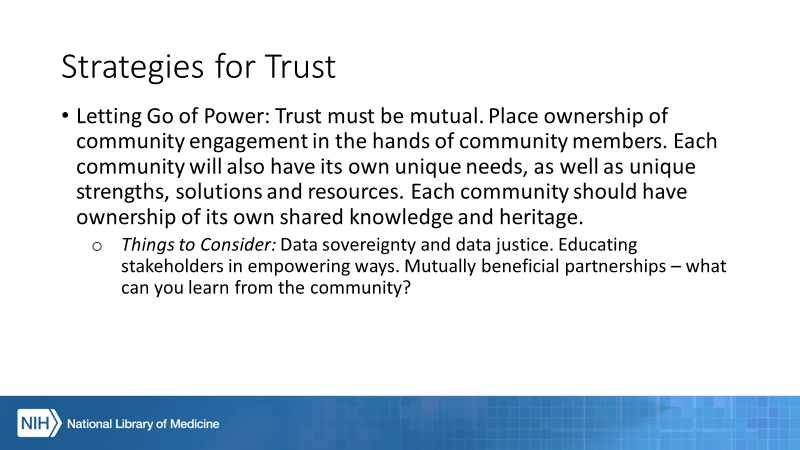 Strategies for Trust
• Letting Go of Power: Trust must be mutual. Place ownership of
community engagement in the hands of community members. Each
community will also have its own unique needs, as well as unique
strengths, solutions and resources. Each community should have
ownership of its own shared knowledge and heritage.
o Things to Consider: Data sovereignty and data justice. Educating
stakeholders in empowering ways. Mutually beneficial partnerships – what
can you learn from the community?
NIH National Library of Medicine